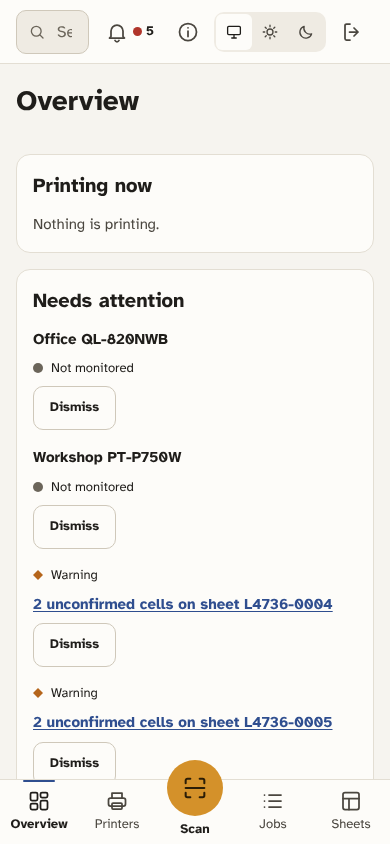 Se
5
Overview
Printing now
Nothing is printing.
Needs attention
Office QL-820NWB
Not monitored
Dismiss
Workshop PT-P750W
Not monitored
Dismiss
Warning
2 unconfirmed cells on sheet L4736-0004
Dismiss
Warning
2 unconfirmed cells on sheet L4736-0005
Dismiss
Overview
Printers
Scan
Jobs
Sheets